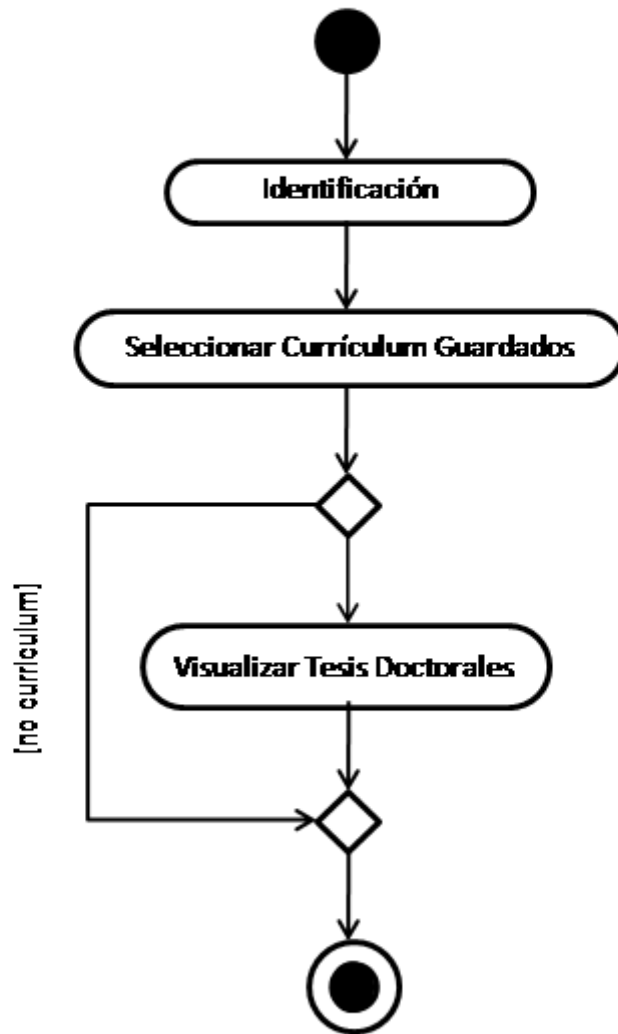 Identificación
Seleccionar Currículum Guardados
[no curriculum]
Visualizar Tesis Doctorales